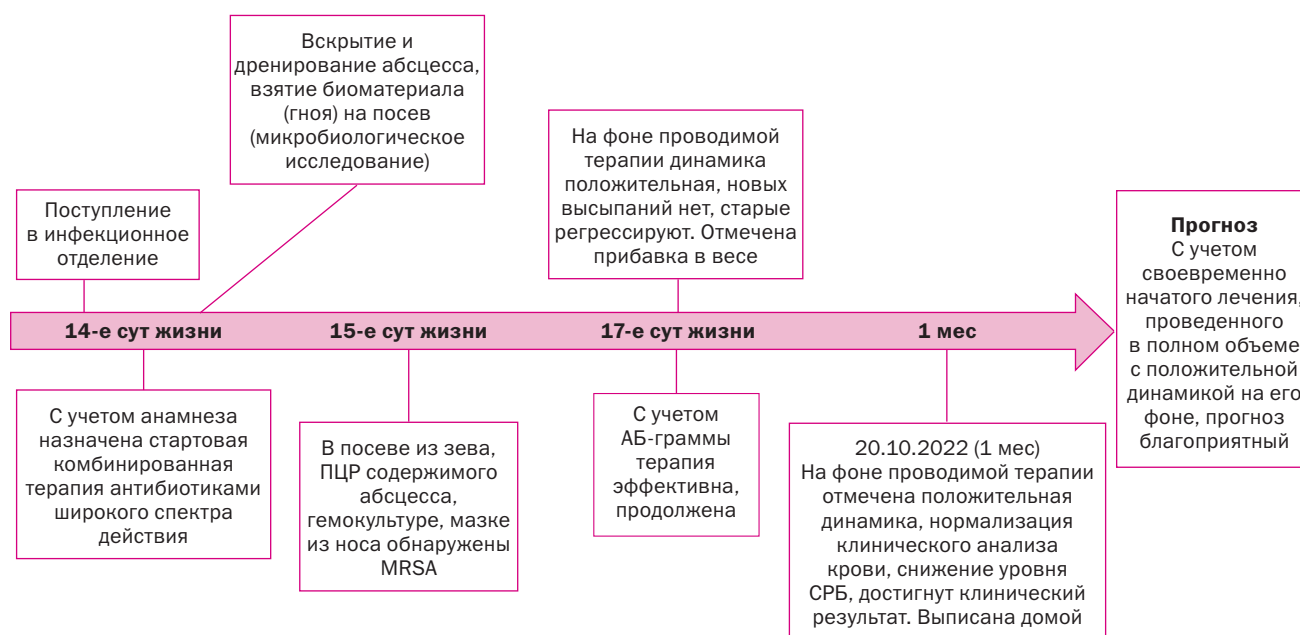 Вскрытие и
дренирование абсцесса,
взятие биоматериала
(гноя) на посев
(микробиологическое
исследование)
На фоне проводимой
терапии динамика
положительная, новых
высыпаний нет, старые
регрессируют. Отмечена
прибавка в весе
Поступление
в инфекционное
отделение
14-е сут жизни
15-е сут жизни
17-е сут жизни
1 мес
Прогноз
С учетом
своевременно
начатого лечения,
проведенного
в полном объеме
с положительной
динамикой на его
фоне, прогноз
благоприятный
С учетом анамнеза
назначена стартовая
комбинированная
терапия антибиотиками
широкого спектра
действия
В посеве из зева,
ПЦР содержимого
абсцесса,
гемокультуре, мазке
из носа обнаружены
MRSA
С учетом
АБ-граммы
терапия
эффективна,
продолжена
20.10.2022 (1 мес)
На фоне проводимой терапии
отмечена положительная
динамика, нормализация
клинического анализа
крови, снижение уровня
СРБ, достигнут клинический
результат. Выписана домой